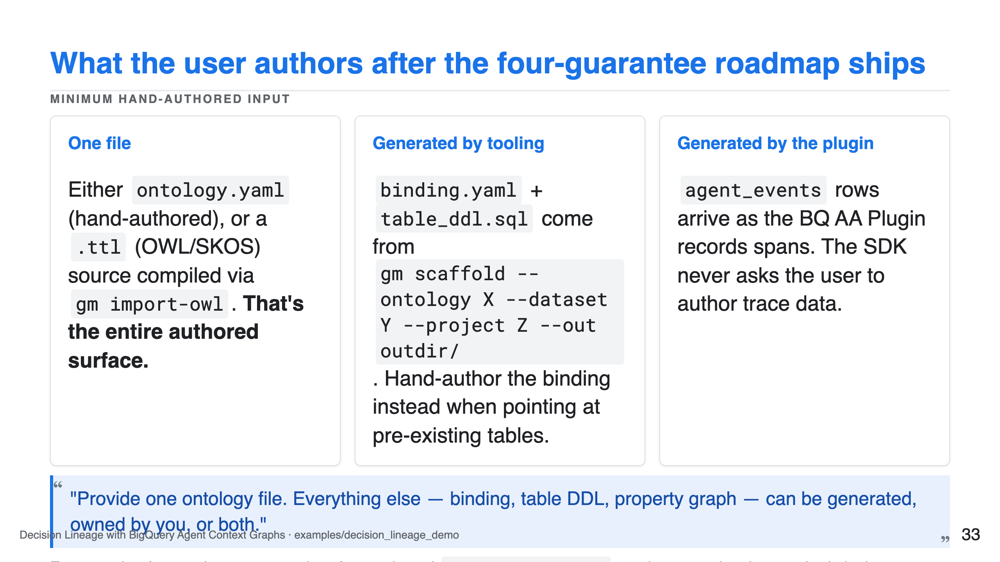 What the user authors after the four-guarantee roadmap ships
MINIMUM HAND-AUTHORED INPUT
One file
Either ontology.yaml
(hand-authored), or a
.ttl (OWL/SKOS)
source compiled via
gm import-owl. That's
the entire authored
surface.
Generated by tooling
binding.yaml +
table_ddl.sql come
from
gm scaffold --
ontology X --dataset
Y --project Z --out
outdir/
. Hand-author the binding
instead when pointing at
pre-existing tables.
Generated by the plugin
agent_events rows
arrive as the BQ AA Plugin
records spans. The SDK
never asks the user to
author trace data.
“
"Provide one ontology file. Everything else — binding, table DDL, property graph — can be generated,
owned by you, or both."
”
Decision Lineage with BigQuery Agent Context Graphs · examples/decision_lineage_demo
33